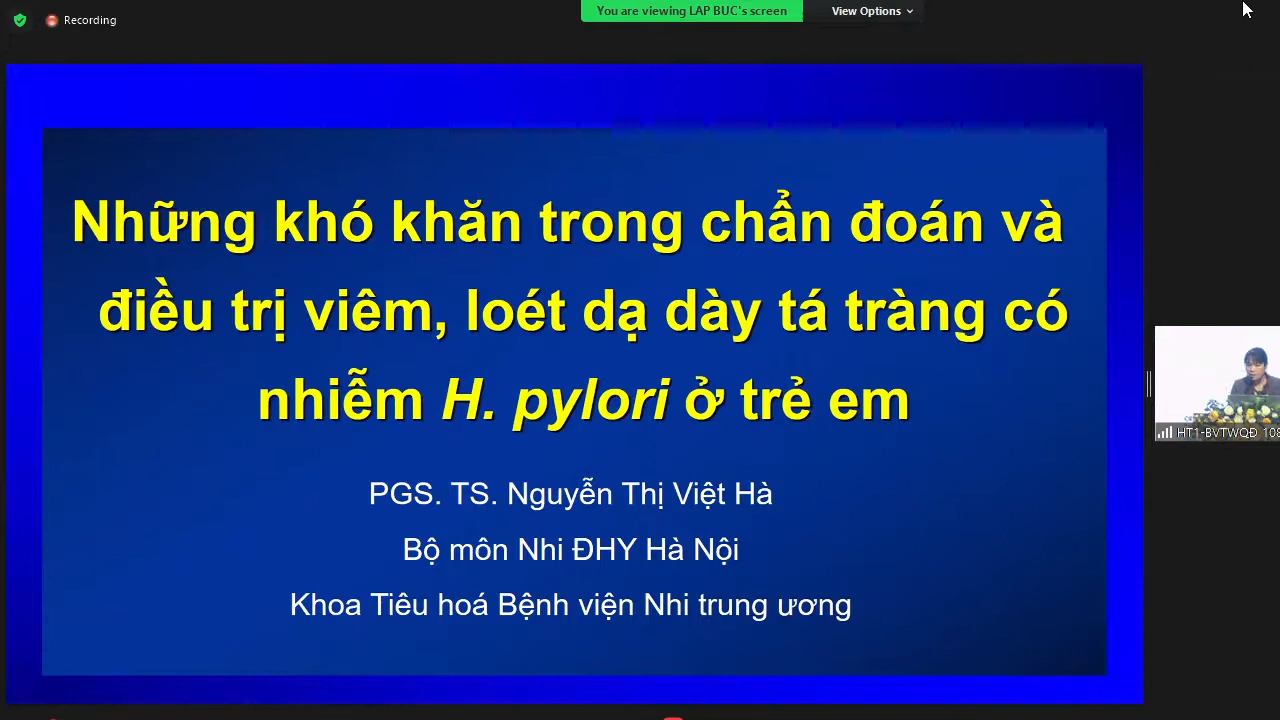 Recording
You are viewing LAP BUC's screen
View Options
Những khó khăn trong chẩn đoán và
điều trị viêm, loét dạ dày tá tràng có
nhiễm H. pylori ở trẻ em
PGS. TS. Nguyễn Thị Việt Hà
Bộ môn Nhi ĐHY Hà Nội
Khoa Tiêu hoá Bệnh viện Nhi trung ương
HT1-BVTWQĐ 108